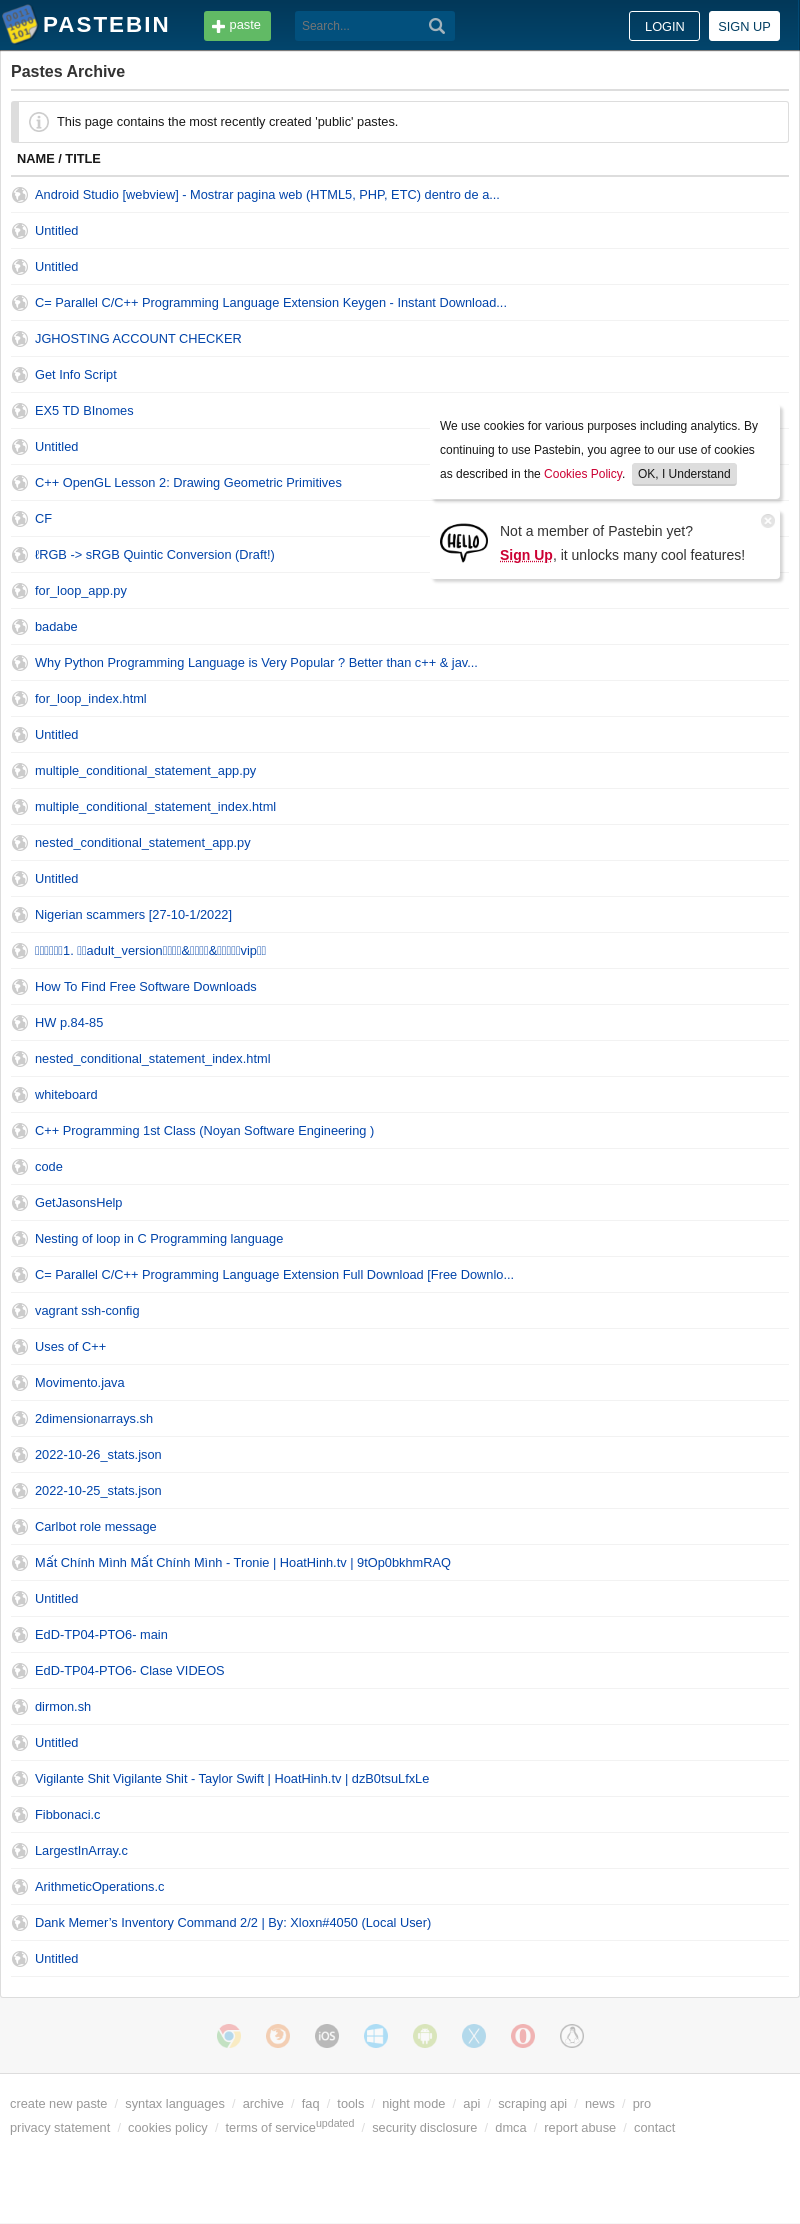 PASTEBIN
paste
Search...
LOGIN
SIGN UP
Pastes Archive
This page contains the most recently created 'public' pastes.
NAME / TITLE
Android Studio [webview] - Mostrar pagina web (HTML5, PHP, ETC) dentro de a...
Untitled
Untitled
C= Parallel C/C++ Programming Language Extension Keygen - Instant Download...
JGHOSTING ACCOUNT CHECKER
Get Info Script
EX5 TD BInomes
Untitled
C++ OpenGL Lesson 2: Drawing Geometric Primitives
CF
ℓRGB -> sRGB Quintic Conversion (Draft!)
We use cookies for various purposes including analytics. By
continuing to use Pastebin, you agree to our use of cookies
as described in the Cookies Policy. OK, I Understand
HELLO
Not a member of Pastebin yet?
Sign Up, it unlocks many cool features!
for_loop_app.py
badabe
Why Python Programming Language is Very Popular ? Better than c++ & jav...
for_loop_index.html
Untitled
multiple_conditional_statement_app.py
multiple_conditional_statement_index.html
nested_conditional_statement_app.py
Untitled
Nigerian scammers [27-10-1/2022]
1. adult_version & & vip
How To Find Free Software Downloads
HW p.84-85
nested_conditional_statement_index.html
whiteboard
C++ Programming 1st Class (Noyan Software Engineering )
code
GetJasonsHelp
Nesting of loop in C Programming language
C= Parallel C/C++ Programming Language Extension Full Download [Free Downlo...
vagrant ssh-config
Uses of C++
Movimento.java
2dimensionarrays.sh
2022-10-26_stats.json
2022-10-25_stats.json
Carlbot role message
Mất Chính Mình Mất Chính Mình - Tronie | HoatHinh.tv | 9tOp0bkhmRAQ
Untitled
EdD-TP04-PTO6- main
EdD-TP04-PTO6- Clase VIDEOS
dirmon.sh
Untitled
Vigilante Shit Vigilante Shit - Taylor Swift | HoatHinh.tv | dzB0tsuLfxLe
Fibbonaci.c
LargestInArray.c
ArithmeticOperations.c
Dank Memer’s Inventory Command 2/2 | By: Xloxn#4050 (Local User)
Untitled
iOS
create new paste / syntax languages / archive / faq / tools / night mode / api / scraping api / news / pro
privacy statement / cookies policy / terms of service updated / security disclosure / dmca / report abuse / contact